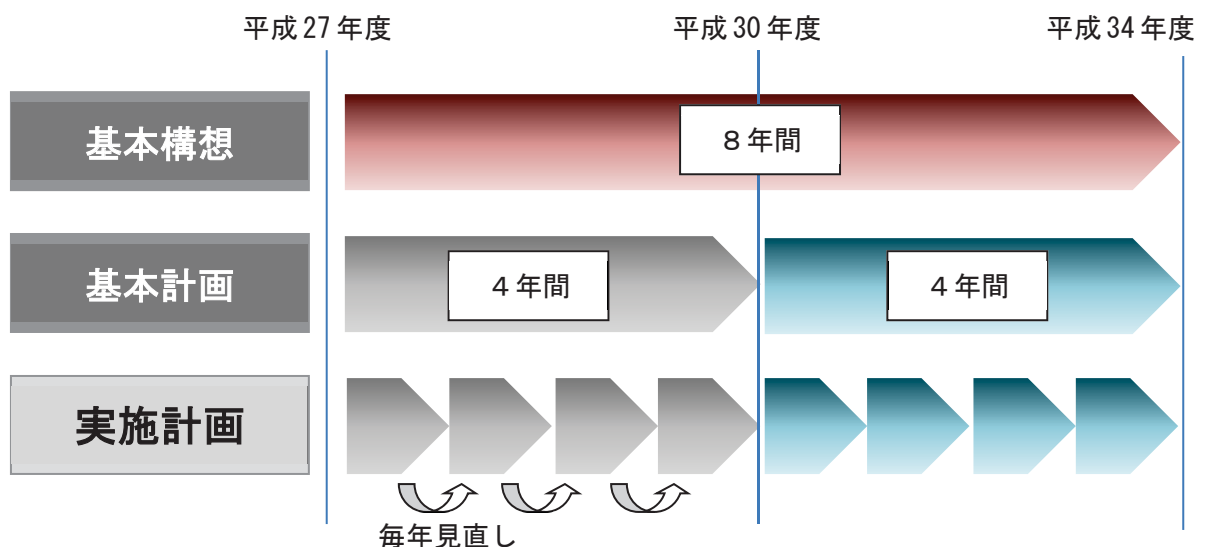 平成27年度
平成30年度
平成34年度
基本構想
8年間
基本計画
4年間
4年間
実施計画
毎年見直し